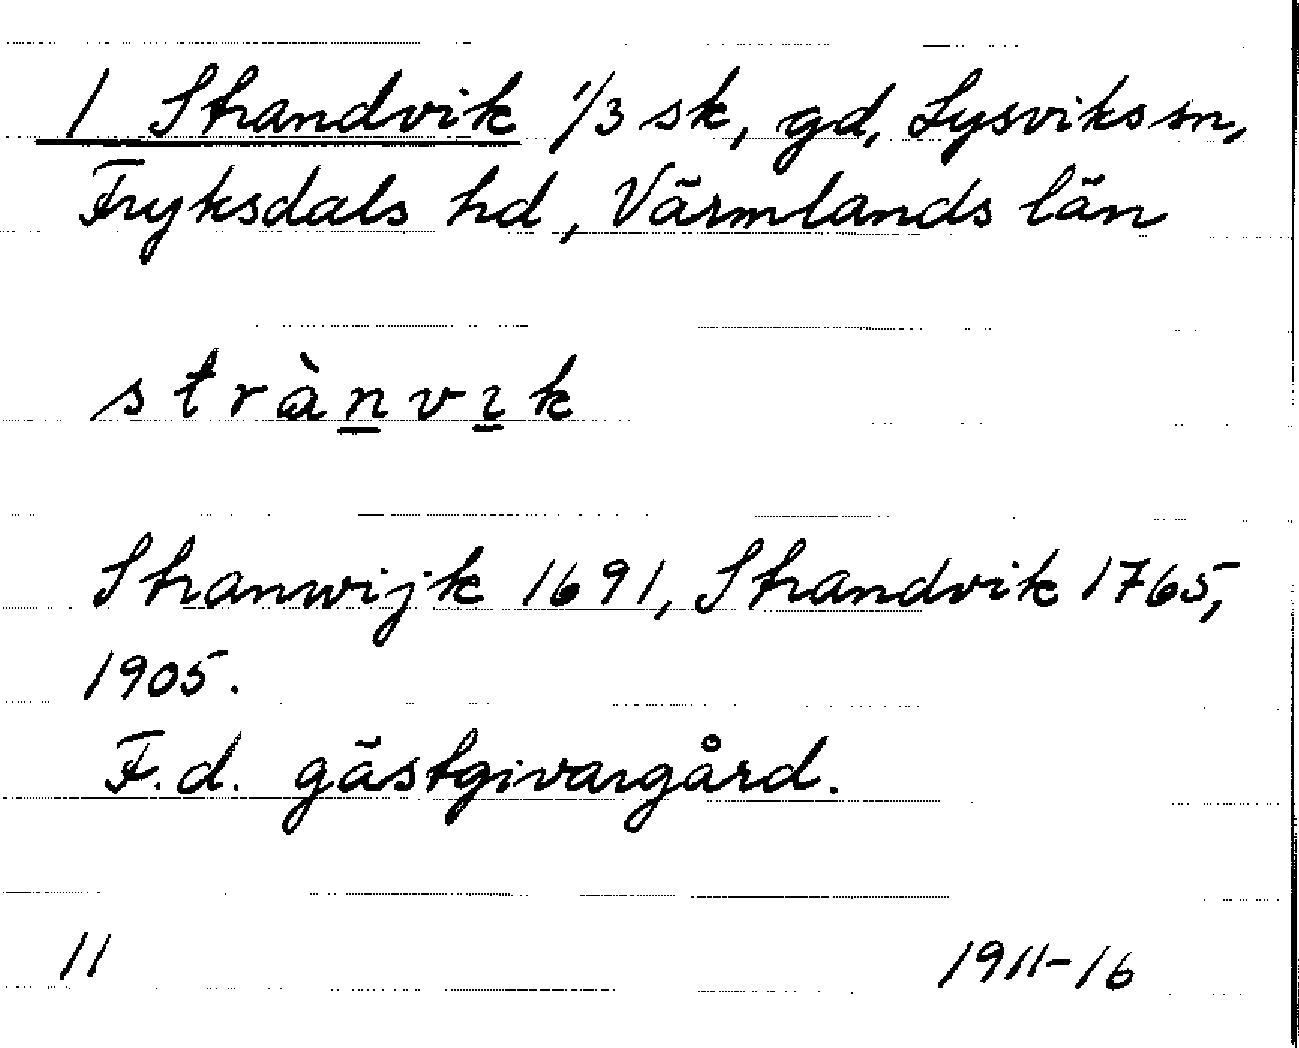 1 Strandvik 1/3 sk, gd, Lysviks sn,
Fryksdals hd, Värmlands län
strànvık
Stranwijk 1691, Strandvik 1765,
1905.
F.d. gästgivargård.
11 1911-16